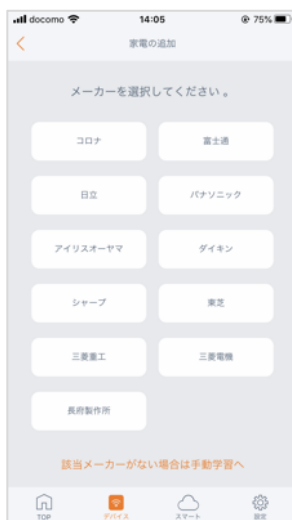 docomo 14:05 75%
家電の追加
メーカーを選択してください。
コロナ 富士通
日立 パナソニック
アイリスオーヤマ ダイキン
シャープ 東芝
三菱重工 三菱電機
長府製作所
該当メーカーがない場合は手動学習へ
TOP デバイス スマート 設定